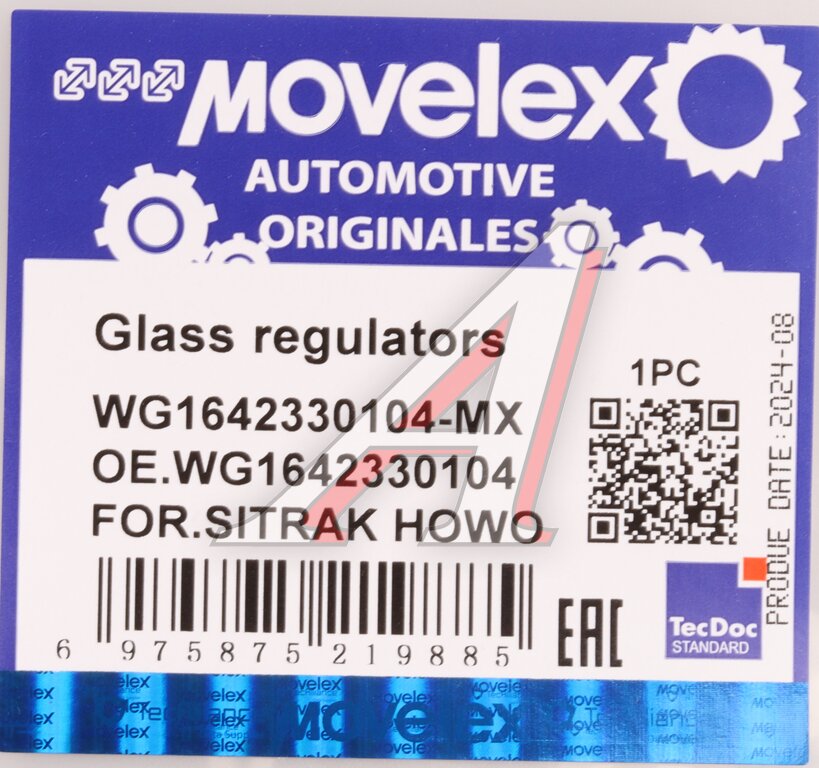 MOVELEX
AUTOMOTIVE
ORIGINALES
Glass regulators
1PC
WG1642330104-MX
OE.WG1642330104
FOR.SITRAK HOWO
PRODUE DATE:2024-08
6 975875 219885
EAC
TecDoc
STANDARD
MOVELEX